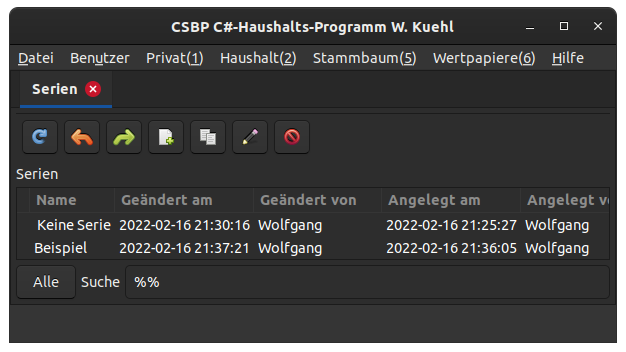 CSBP C#-Haushalts-Programm W. Kuehl
Datei Benutzer Privat(1) Haushalt(2) Stammbaum(5) Wertpapiere(6) Hilfe
Serien
Serien
Name Geändert am Geändert von Angelegt am Angelegt
Keine Serie 2022-02-16 21:30:16 Wolfgang 2022-02-16 21:25:27 Wolfgang
Beispiel 2022-02-16 21:37:21 Wolfgang 2022-02-16 21:36:05 Wolfgang
Alle Suche %%